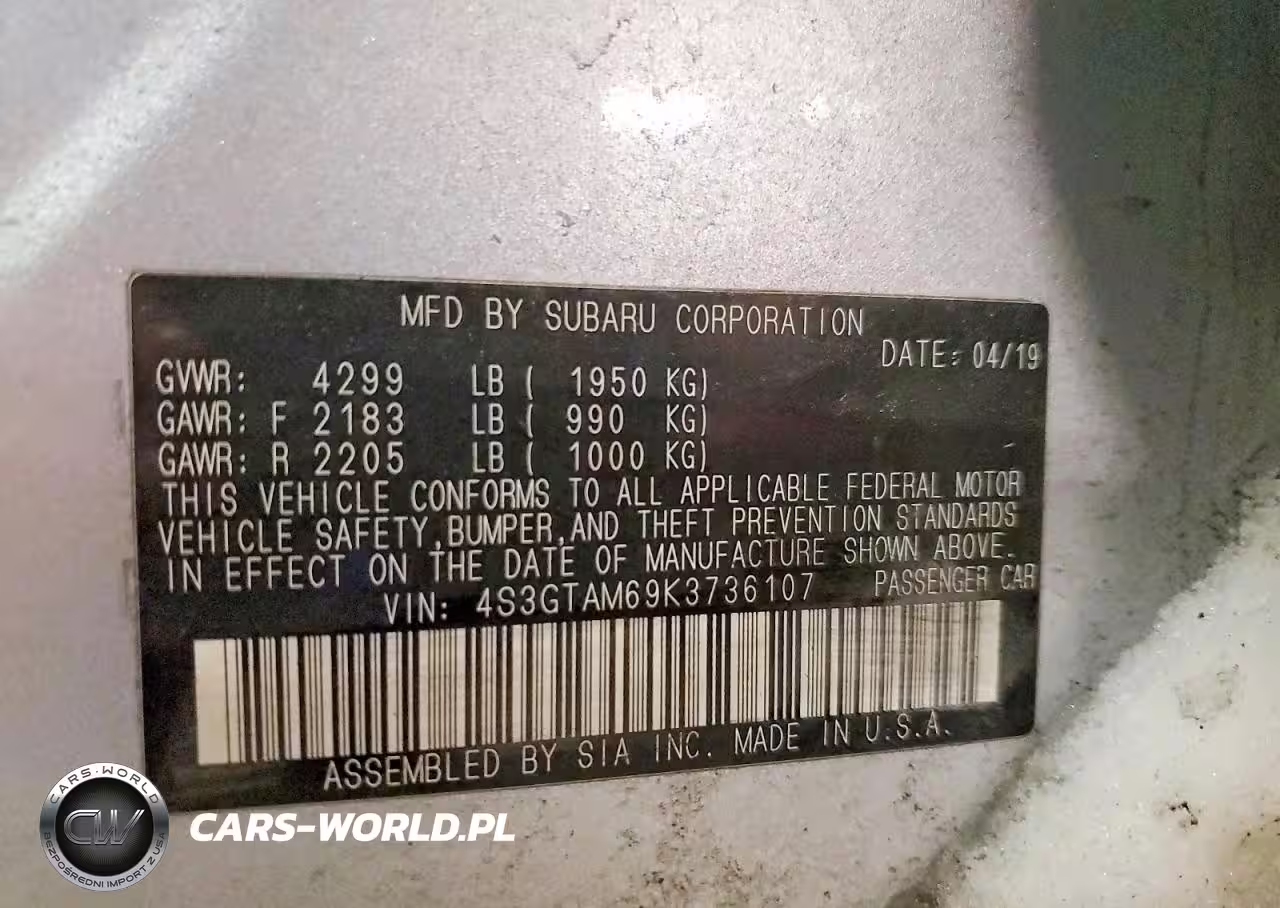 MFD BY SUBARU CORPORATION
DATE: 04/19
GVWR: 4299 LB ( 1950 KG)
GAWR: F 2183 LB ( 990 KG)
GAWR: R 2205 LB ( 1000 KG)
THIS VEHICLE CONFORMS TO ALL APPLICABLE FEDERAL MOTOR
VEHICLE SAFETY, BUMPER, AND THEFT PREVENTION STANDARDS
IN EFFECT ON THE DATE OF MANUFACTURE SHOWN ABOVE.
VIN: 4S3GTAM69K3736107 PASSENGER CAR
ASSEMBLED BY SIA INC. MADE IN U.S.A.
CARS-WORLD
CW
BEZPOŚREDNI IMPORT Z USA
CARS-WORLD.PL